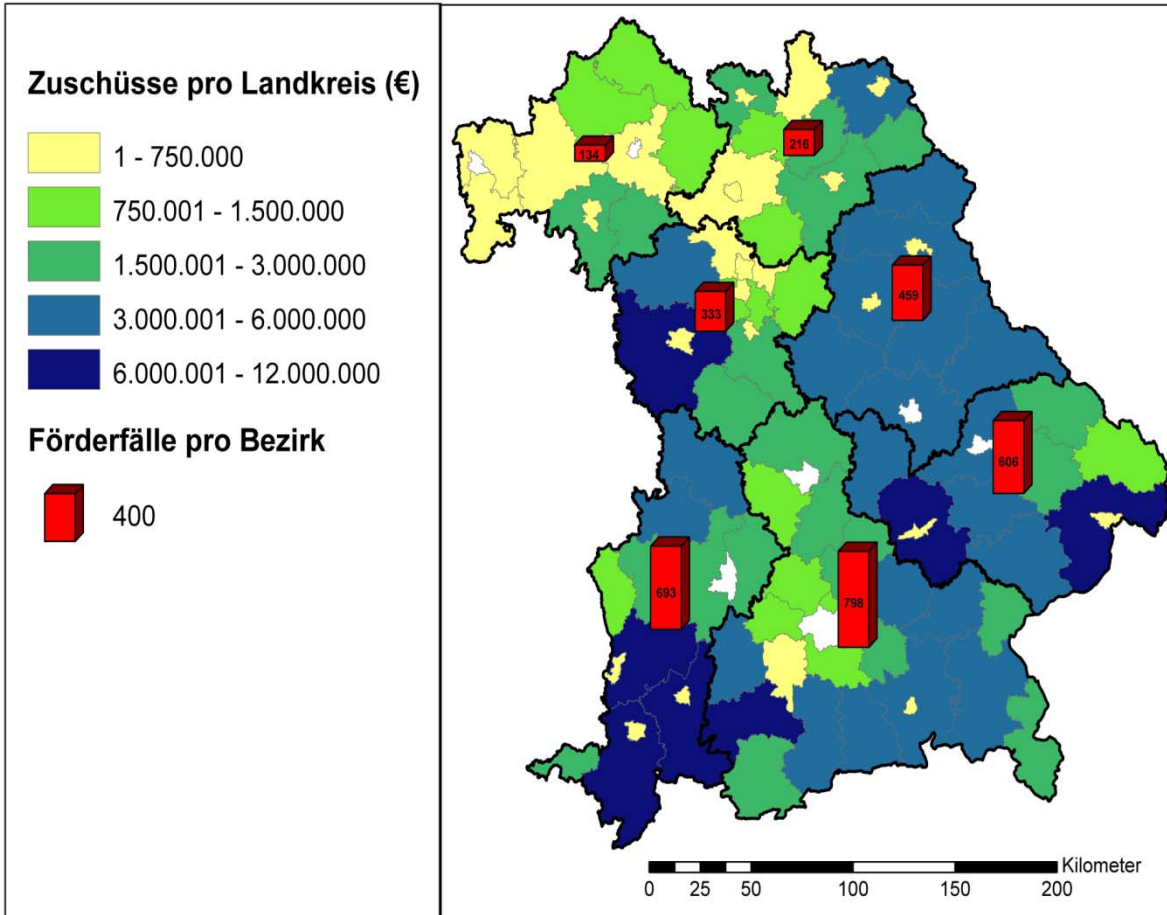 Zuschüsse pro Landkreis (€)
1 - 750.000
750.001 - 1.500.000
1.500.001 - 3.000.000
3.000.001 - 6.000.000
6.000.001 - 12.000.000
Förderfälle pro Bezirk
400
134
216
459
333
606
693
798
Kilometer
0 25 50 100 150 200